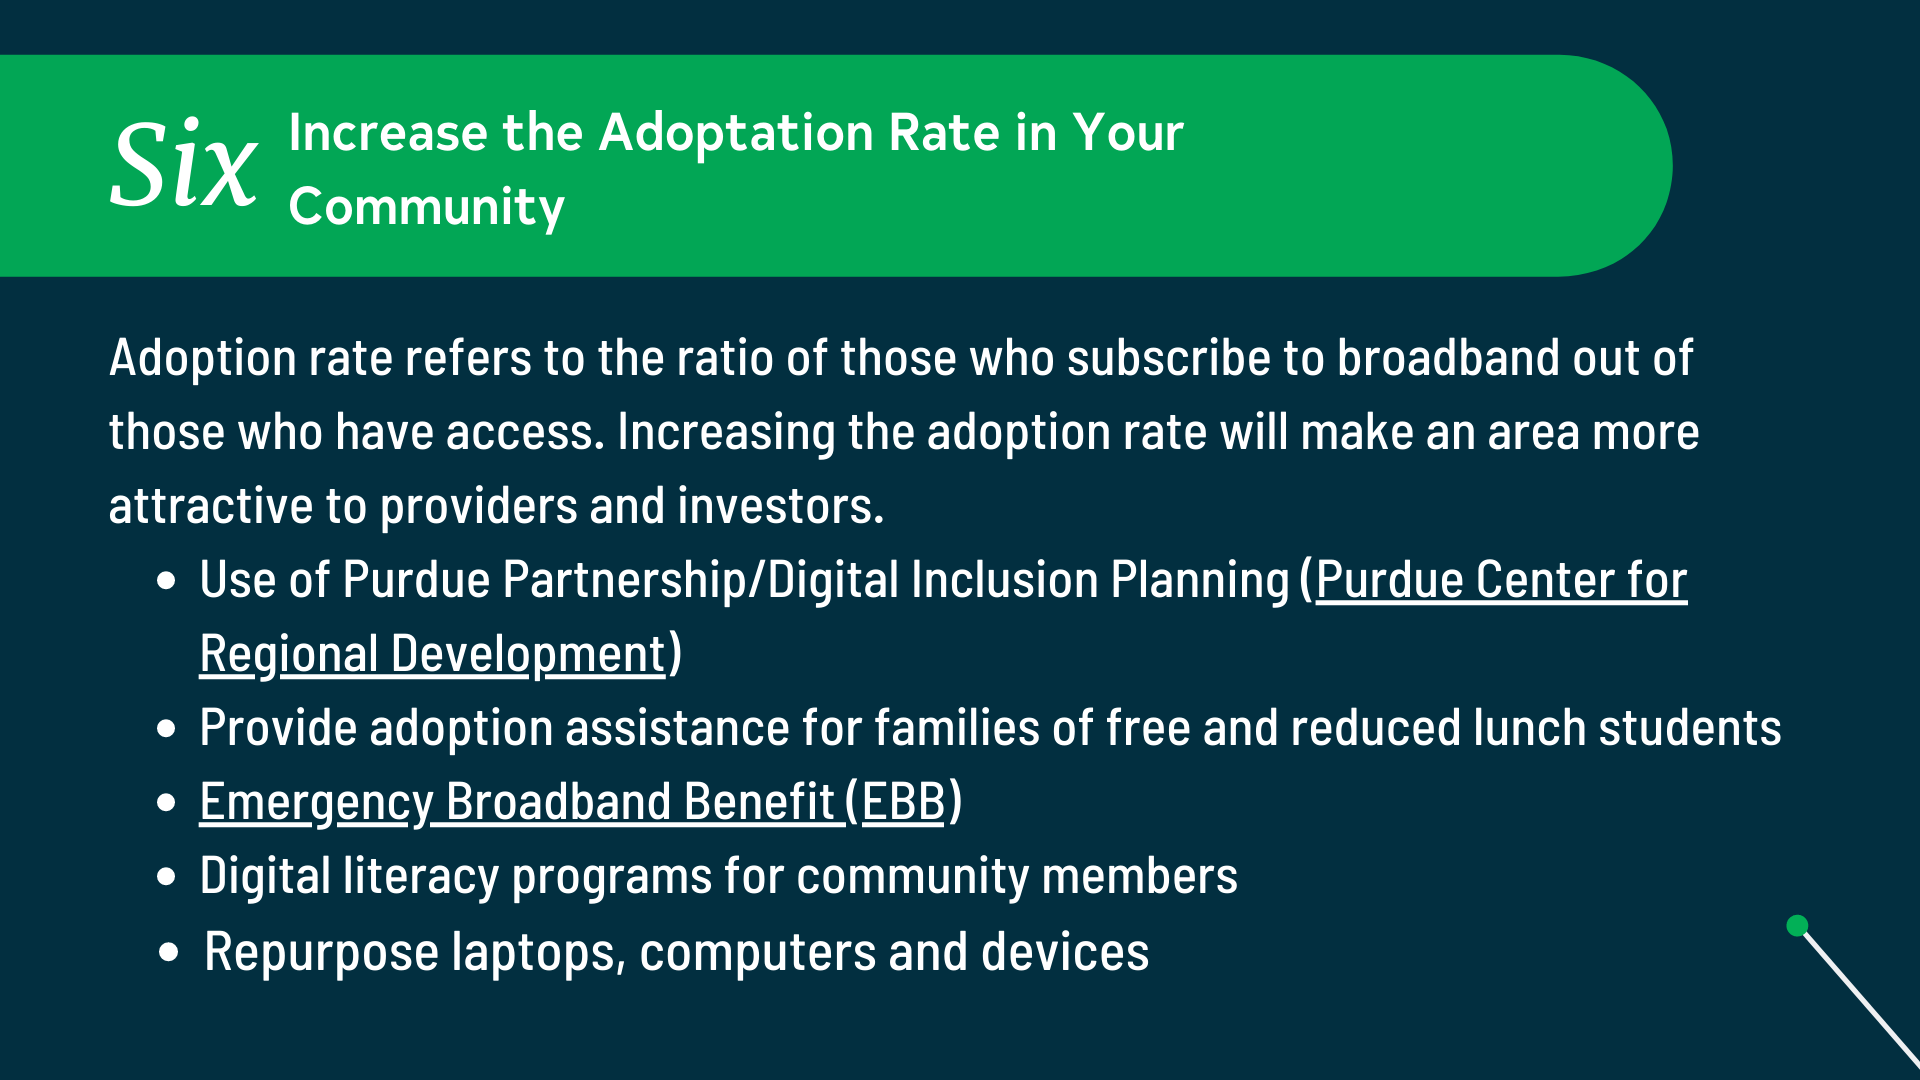 Six
Increase the Adoptation Rate in Your
Community
Adoption rate refers to the ratio of those who subscribe to broadband out of
those who have access. Increasing the adoption rate will make an area more
attractive to providers and investors.
• Use of Purdue Partnership/Digital Inclusion Planning (Purdue Center for
Regional Development)
• Provide adoption assistance for families of free and reduced lunch students
• Emergency Broadband Benefit (EBB)
• Digital literacy programs for community members
• Repurpose laptops, computers and devices